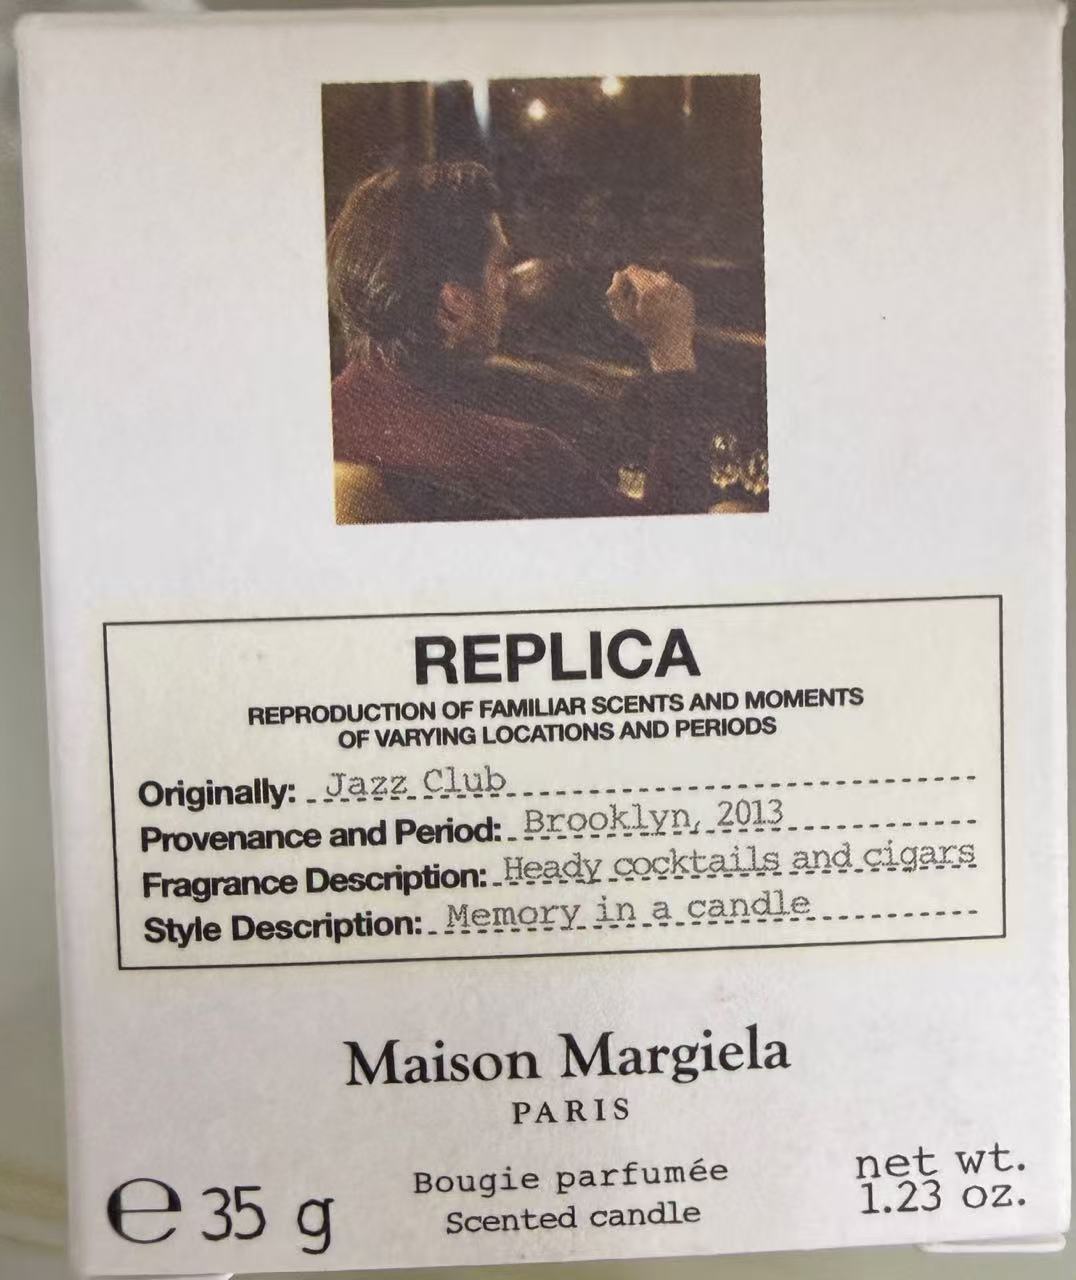 REPLICA
REPRODUCTION OF FAMILIAR SCENTS AND MOMENTS
OF VARYING LOCATIONS AND PERIODS
Originally: Jazz Club
Provenance and Period: Brooklyn, 2013
Fragrance Description: Heady cocktails and cigars
Style Description: Memory in a candle
Maison Margiela
PARIS
℮ 35 g
Bougie parfumée
Scented candle
net wt.
1.23 oz.